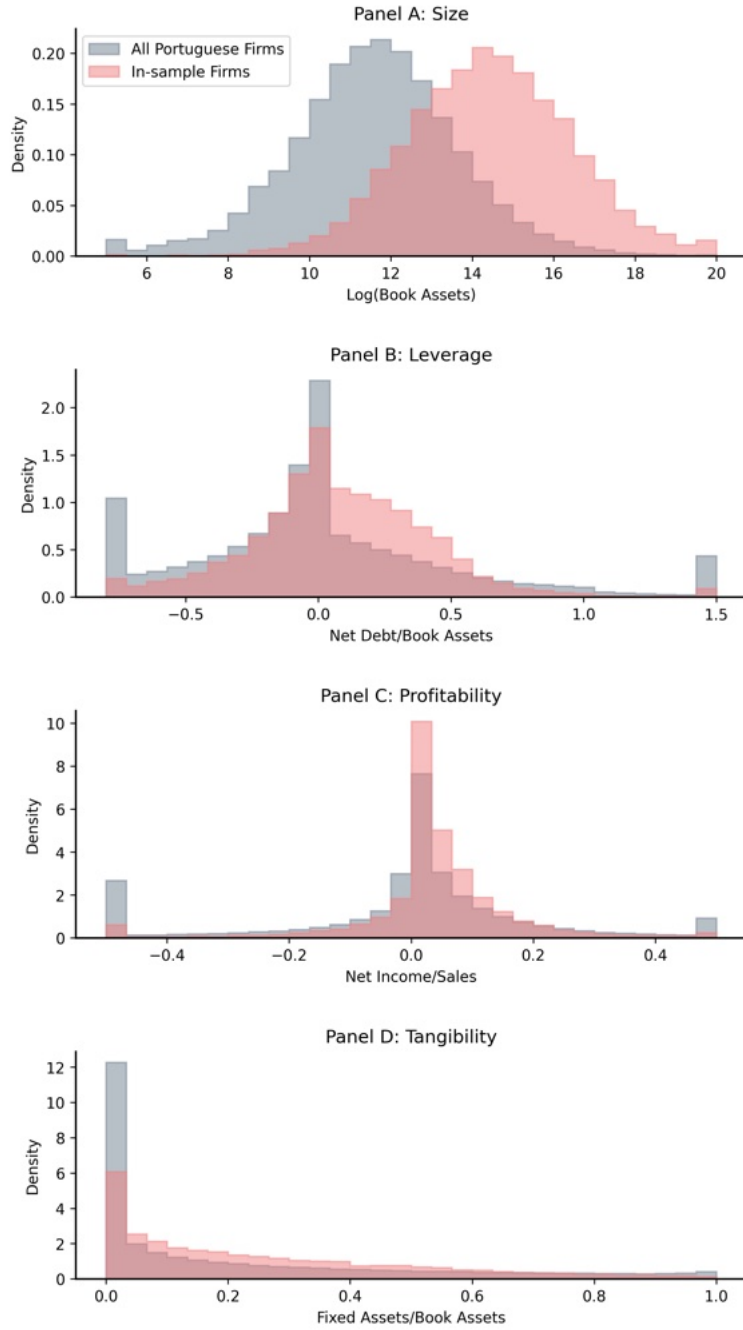 Panel A: Size
All Portuguese Firms
In-sample Firms
0.20
0.15
0.10
0.05
0.00
Density
6 8 10 12 14 16 18 20
Log(Book Assets)
Panel B: Leverage
2.0
1.5
1.0
0.5
0.0
Density
−0.5 0.0 0.5 1.0 1.5
Net Debt/Book Assets
Panel C: Profitability
10
8
6
4
2
0
Density
−0.4 −0.2 0.0 0.2 0.4
Net Income/Sales
Panel D: Tangibility
12
10
8
6
4
2
0
Density
0.0 0.2 0.4 0.6 0.8 1.0
Fixed Assets/Book Assets